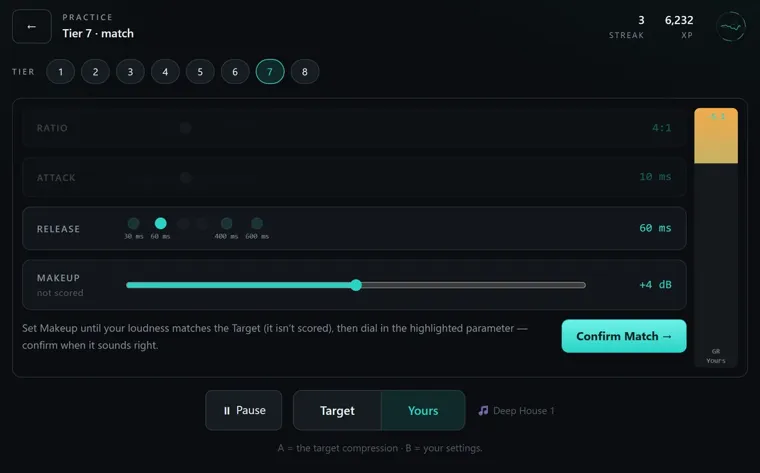 ←
PRACTICE
Tier 7 · match
3
STREAK
6,232
XP
TIER
1
2
3
4
5
6
7
8
RATIO
4:1
ATTACK
10 ms
RELEASE
30 ms
60 ms
400 ms
600 ms
60 ms
MAKEUP
not scored
+4 dB
Set Makeup until your loudness matches the Target (it isn't scored), then dial in the highlighted parameter —
confirm when it sounds right.
Confirm Match →
GR
Yours
Pause
Target
Yours
Deep House 1
A = the target compression · B = your settings.